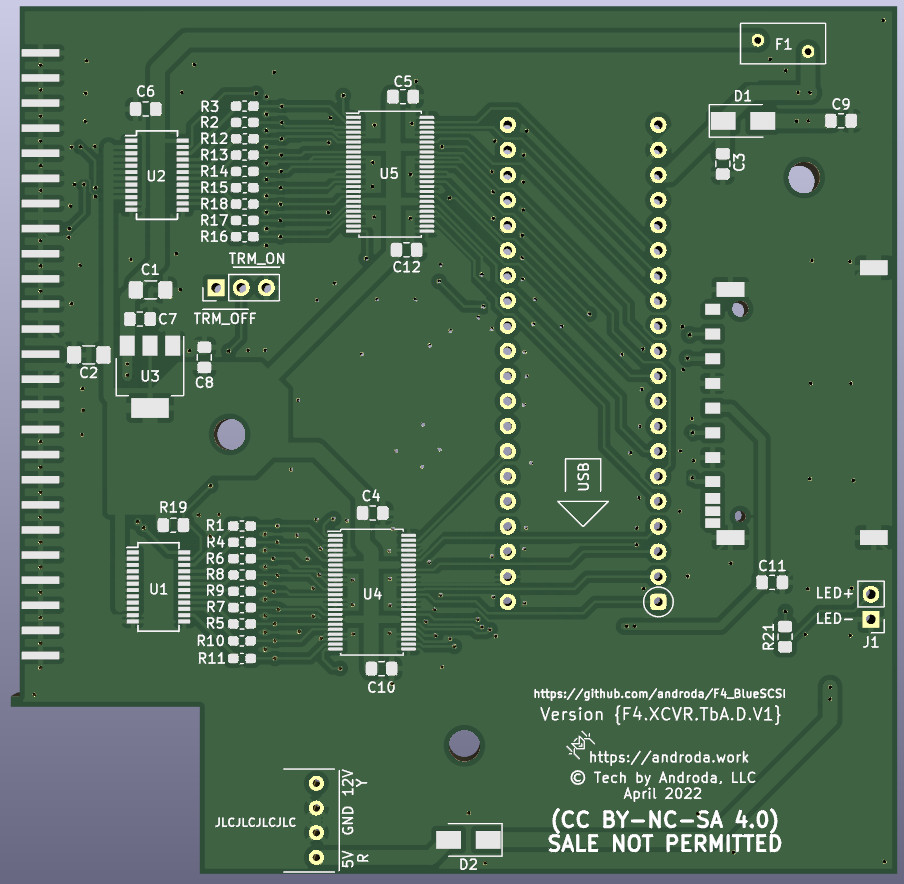 F1
D1
C9
C3
C6
C5
R3
R2
R12
R13
R14
R15
R18
R17
R16
U2
U5
C12
TRM_ON
TRM_OFF
C1
C7
C2
U3
C8
USB
C4
R19
R1
R4
R6
R8
R9
R7
R5
R10
R11
U1
U4
C10
C11
LED+
LED-
J1
R21
https://github.com/androda/F4_BlueSCSI
Version {F4.XCVR.TbA.D.V1}
https://androda.work
© Tech by Androda, LLC
April 2022
(CC BY-NC-SA 4.0)
SALE NOT PERMITTED
JLCJLCJLCJLC
12V Y
GND
5V R
D2